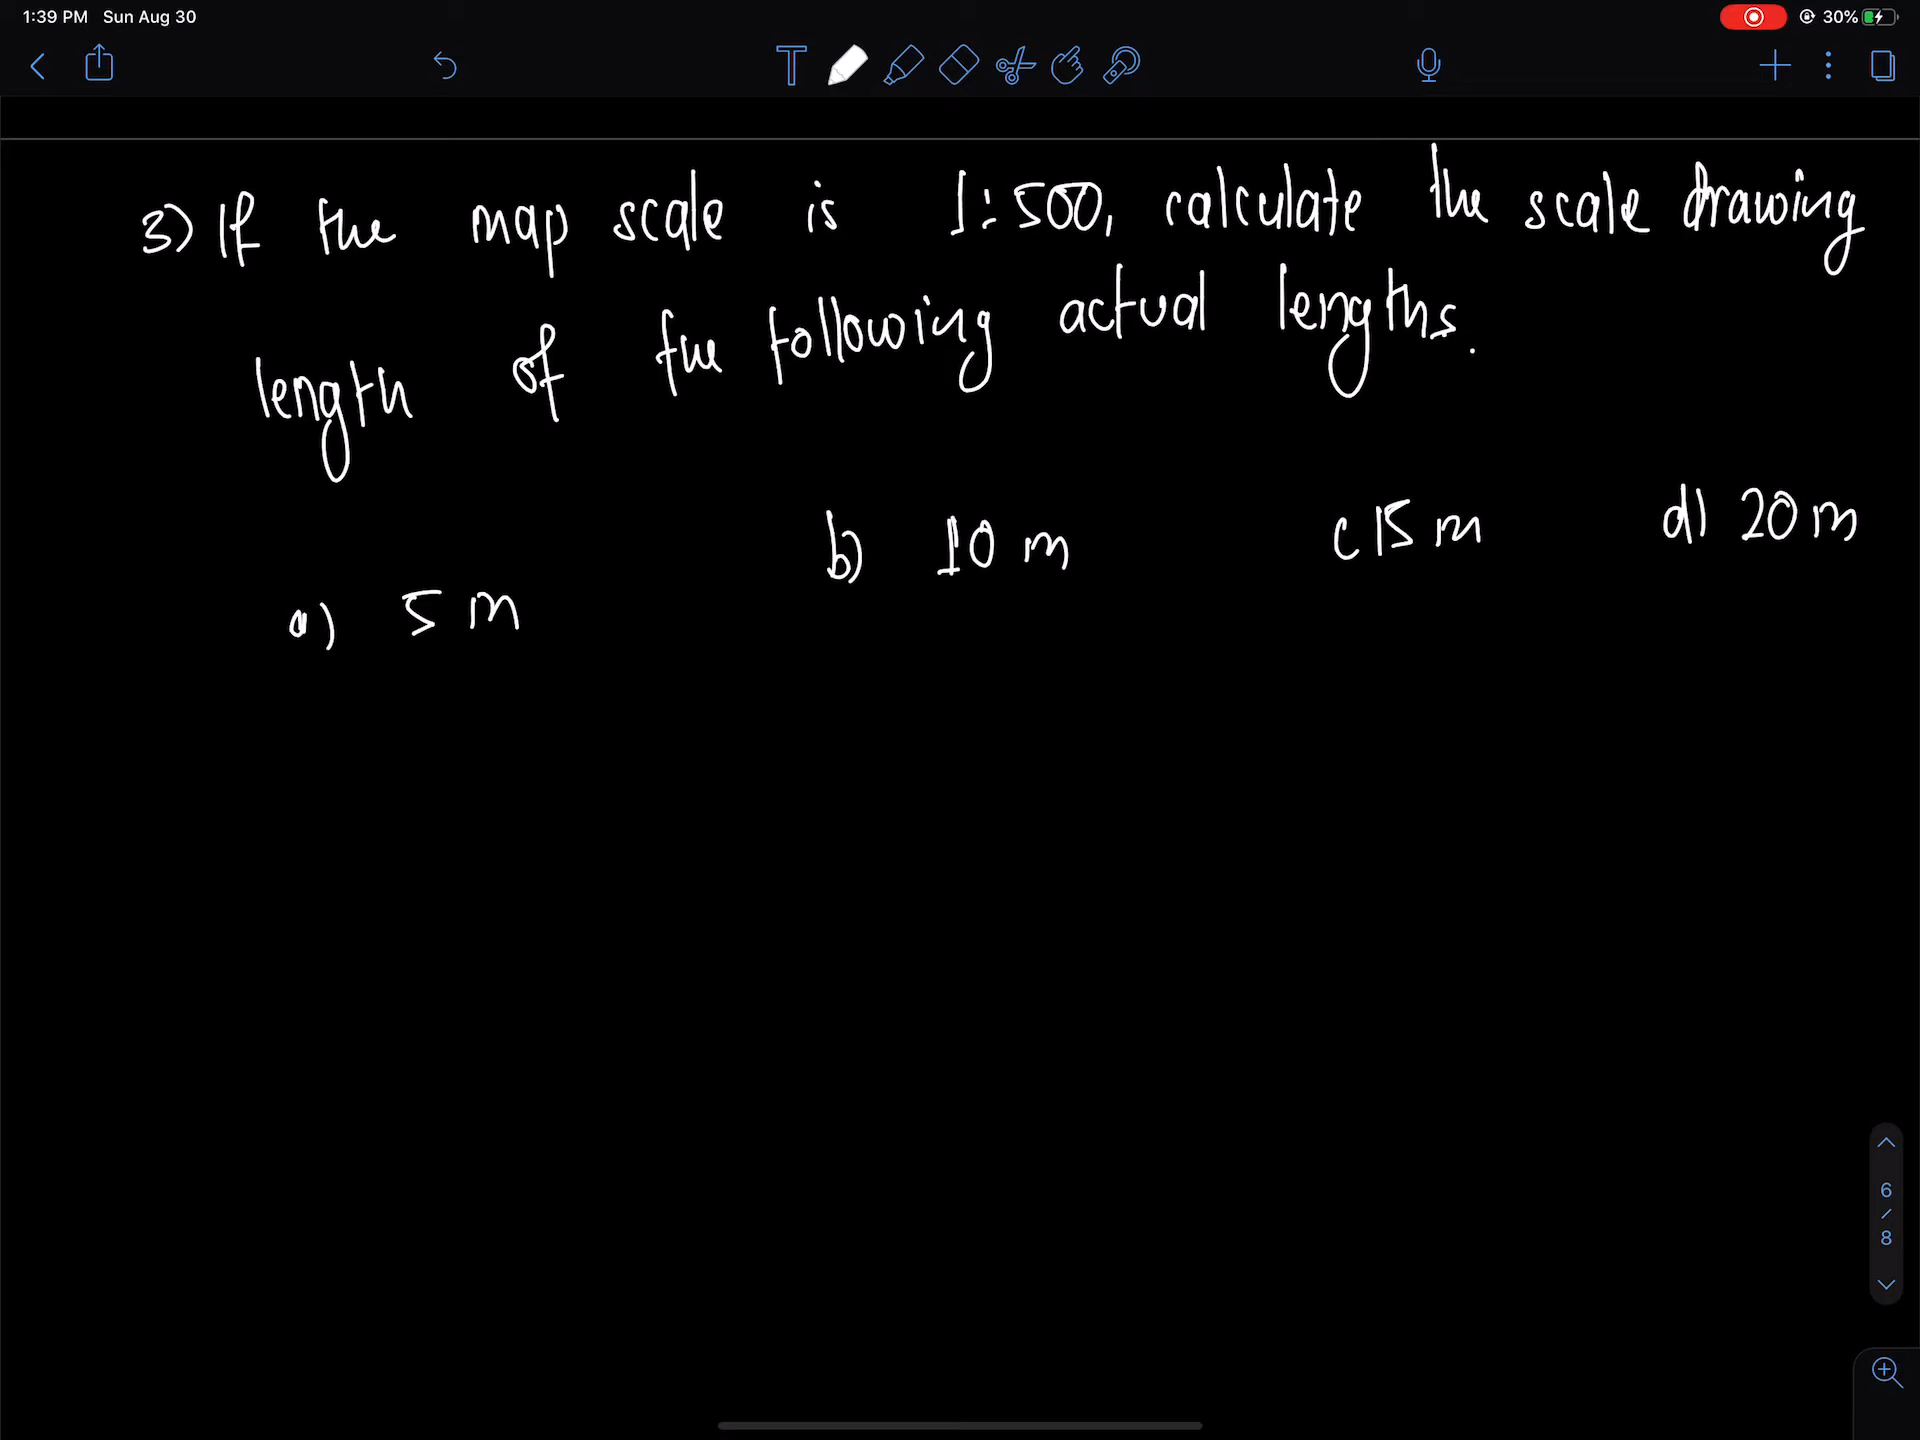 1:39 PM Sun Aug 30
30%
T
3) If the map scale is 1:500, calculate the scale drawing
length of the following actual lengths.
a) 5 m b) 10 m c 15 m d) 20 m
6
/
8